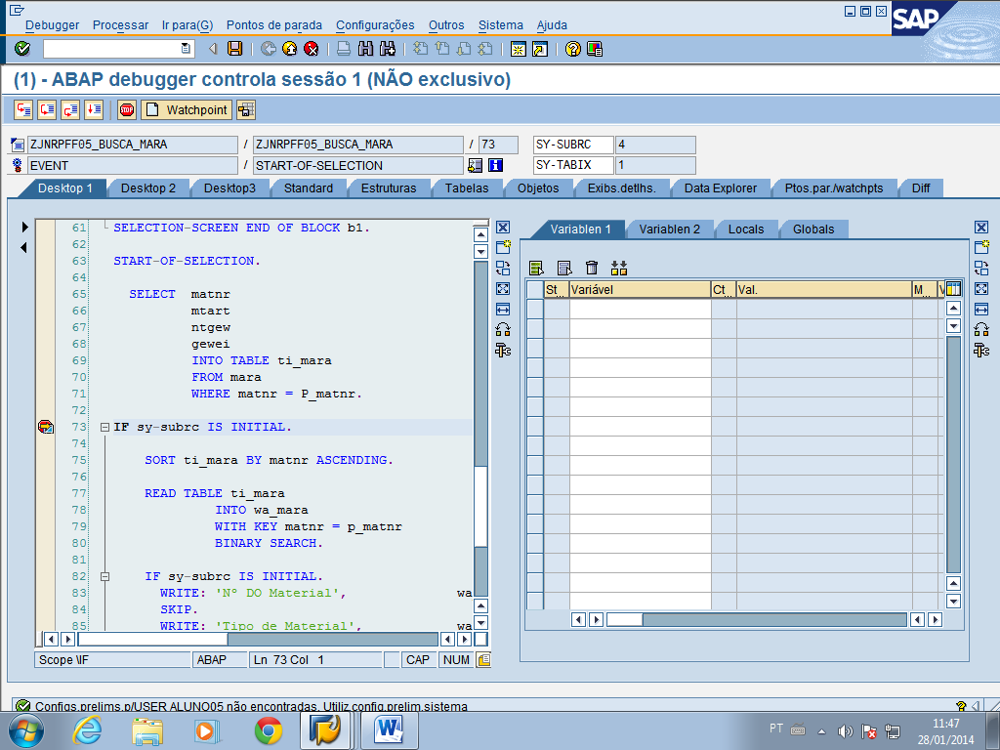 Debugger Processar Ir para(G) Pontos de parada Configurações Outros Sistema Ajuda
SAP
(1) - ABAP debugger controla sessão 1 (NÃO exclusivo)
Watchpoint
ZJNRPFF05_BUSCA_MARA / ZJNRPFF05_BUSCA_MARA / 73 SY-SUBRC 4
EVENT / START-OF-SELECTION SY-TABIX 1
Desktop 1 Desktop 2 Desktop3 Standard Estruturas Tabelas Objetos Exibs.detlhs. Data Explorer Ptos.par./watchpts Diff
Variablen 1 Variablen 2 Locals Globals
St... Variável Ct... Val. M... V
61 SELECTION-SCREEN END OF BLOCK b1.
62
63 START-OF-SELECTION.
64
65 SELECT matnr
66 mtart
67 ntgew
68 gewei
69 INTO TABLE ti_mara
70 FROM mara
71 WHERE matnr = P_matnr.
72
73 IF sy-subrc IS INITIAL.
74
75 SORT ti_mara BY matnr ASCENDING.
76
77 READ TABLE ti_mara
78 INTO wa_mara
79 WITH KEY matnr = p_matnr
80 BINARY SEARCH.
81
82 IF sy-subrc IS INITIAL.
83 WRITE: 'Nº DO Material', wa
84 SKIP.
85 WRITE: 'Tipo de Material', wa
Scope \IF ABAP Ln 73 Col 1 CAP NUM
Configs.prelims.p/USER ALUNO05 não encontradas. Utiliz.config.prelim.sistema
PT 11:47
28/01/2014